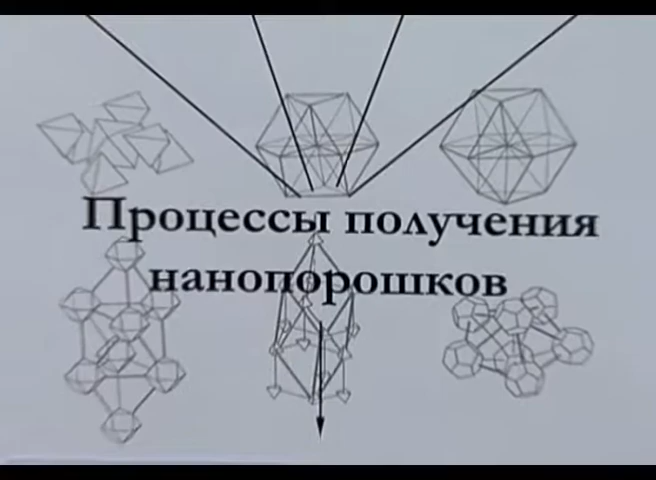 Процессы получения
нанопорошков